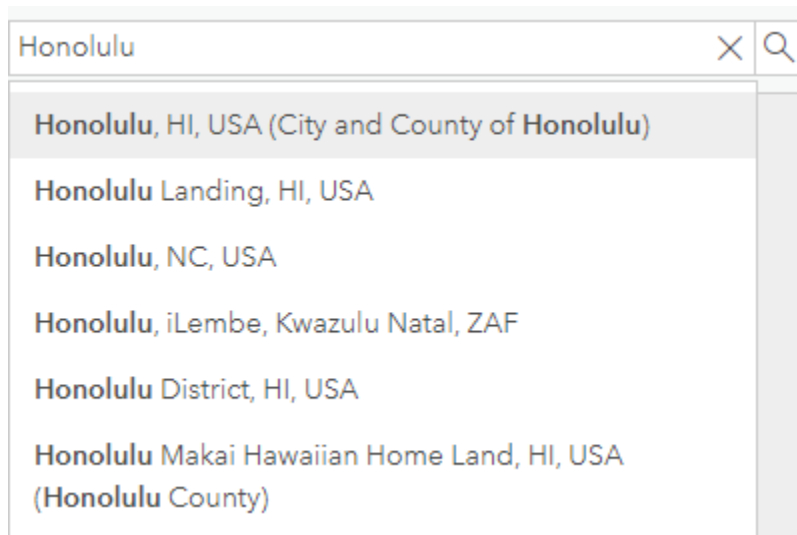 Honolulu
Honolulu, HI, USA (City and County of Honolulu)
Honolulu Landing, HI, USA
Honolulu, NC, USA
Honolulu, iLembe, Kwazulu Natal, ZAF
Honolulu District, HI, USA
Honolulu Makai Hawaiian Home Land, HI, USA
(Honolulu County)